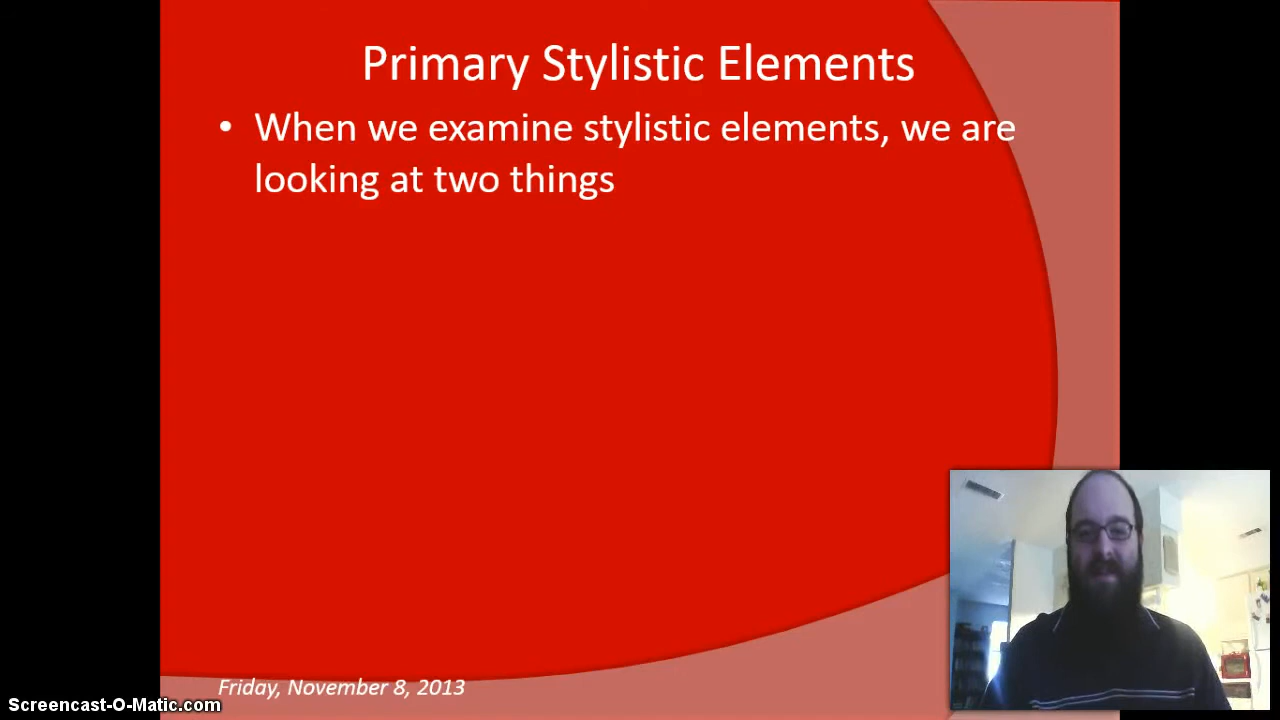 Primary Stylistic Elements
• When we examine stylistic elements, we are
looking at two things
Friday, November 8, 2013
Screencast-O-Matic.com